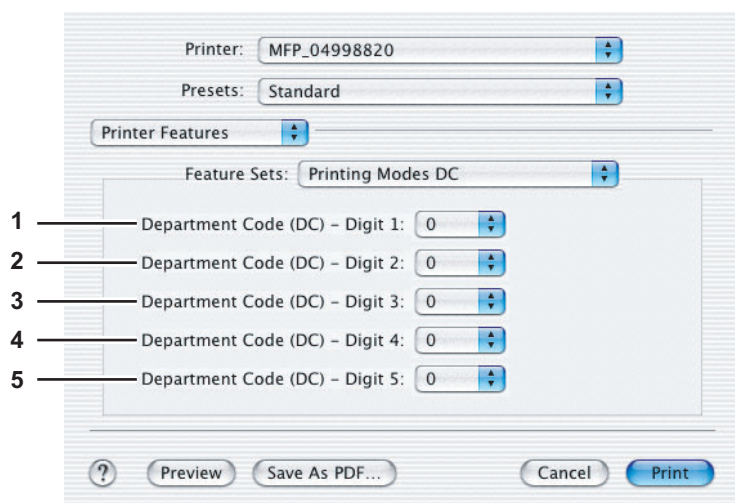 Printer: MFP_04998820
Presets: Standard
Printer Features
Feature Sets: Printing Modes DC
1 Department Code (DC) – Digit 1: 0
2 Department Code (DC) – Digit 2: 0
3 Department Code (DC) – Digit 3: 0
4 Department Code (DC) – Digit 4: 0
5 Department Code (DC) – Digit 5: 0
? Preview Save As PDF... Cancel Print